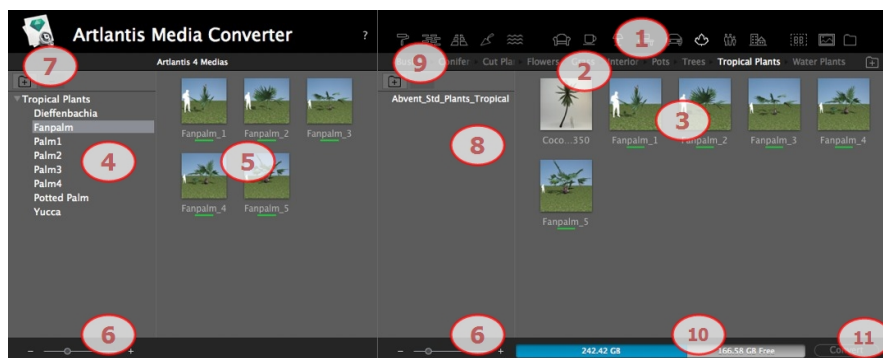 Artlantis Media Converter
?
1
7
Artlantis 4 Medias
9
Conifer
Cut Pla
Flowers
2
Interior
Pots
Trees
Tropical Plants
Water Plants
Tropical Plants
Dieffenbachia
Fanpalm
Palm1
Palm2
Palm3
Palm4
Potted Palm
Yucca
4
Fanpalm_1
Fanpalm_2
Fanpalm_3
5
Fanpalm_4
Fanpalm_5
Abvent_Std_Plants_Tropical
8
3
Coco...350
Fanpalm_1
Fanpalm_2
Fanpalm_3
Fanpalm_4
Fanpalm_5
6
- +
6
- +
242.42 GB
10
166.58 GB Free
11
Convert